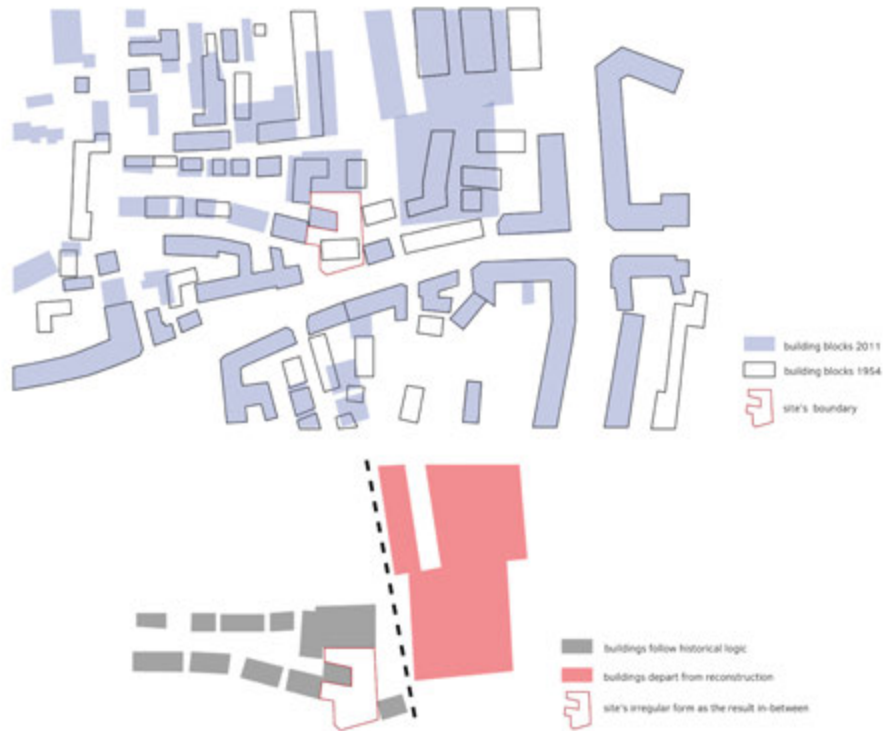 building blocks 2011
building blocks 1954
site's boundary
buildings follow historical logic
buildings depart from reconstruction
site's irregular form as the result in-between